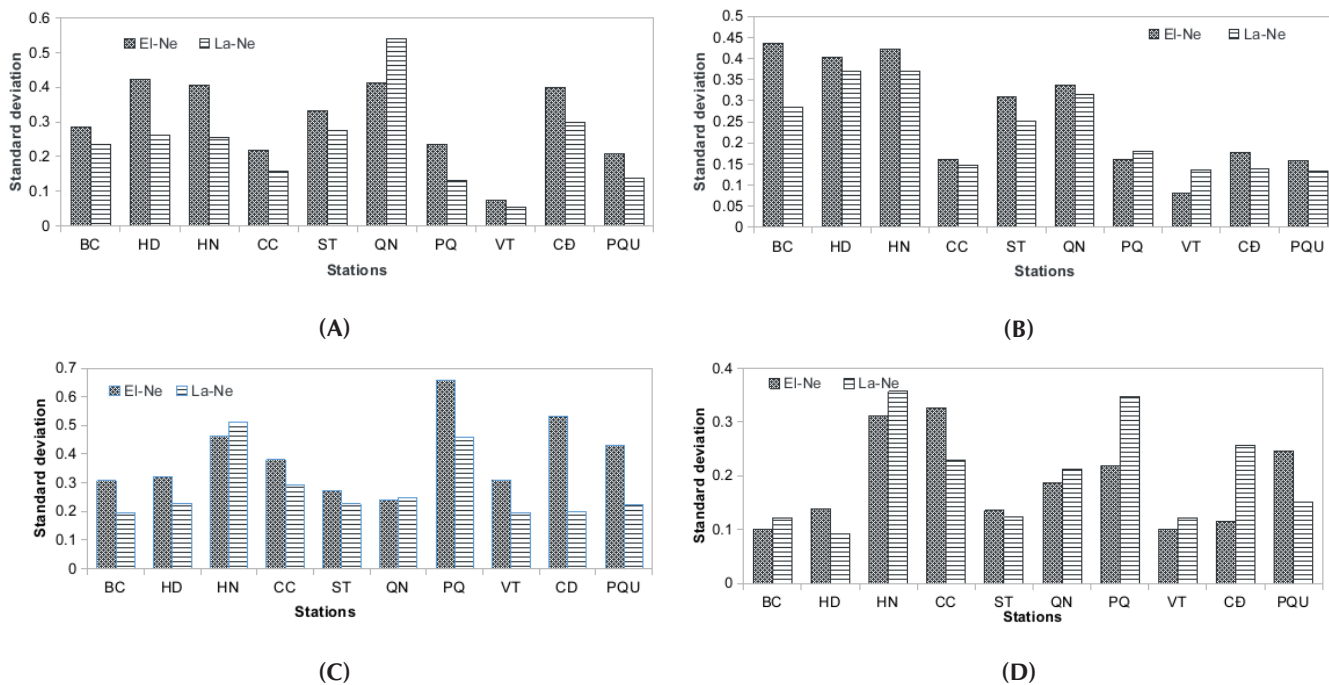 0.6
0.5
0.4
0.3
0.2
0.1
0
Standard deviation
El-Ne La-Ne
BC HD HN CC ST QN PQ VT CĐ PQU
Stations
(A)
0.5
0.45
0.4
0.35
0.3
0.25
0.2
0.15
0.1
0.05
0
Standard deviation
El-Ne La-Ne
BC HD HN CC ST QN PQ VT CĐ PQU
Stations
(B)
0.7
0.6
0.5
0.4
0.3
0.2
0.1
0
Standard deviation
El-Ne La-Ne
BC HD HN CC ST QN PQ VT CD PQU
Stations
(C)
0.4
0.3
0.2
0.1
0
Standard deviation
El-Ne La-Ne
BC HD HN CC ST QN PQ VT CĐ PQU
Stations
(D)